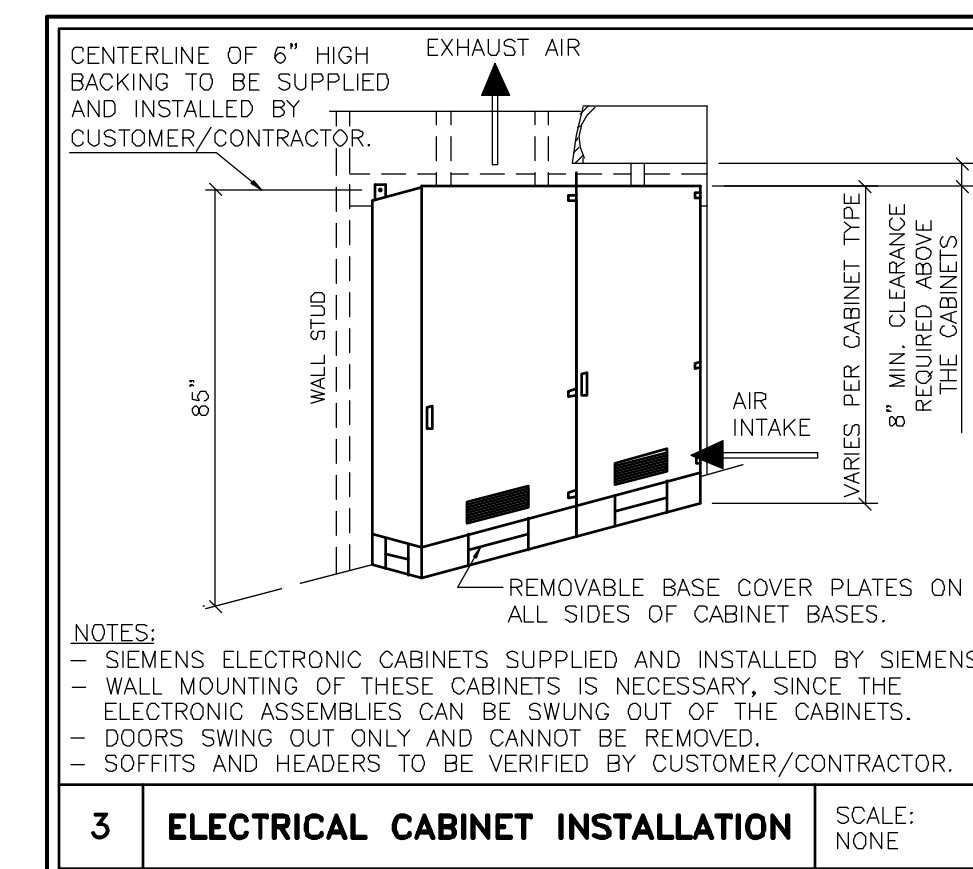 CENTERLINE OF 6" HIGH
BACKING TO BE SUPPLIED
AND INSTALLED BY
CUSTOMER/CONTRACTOR.
EXHAUST AIR
WALL STUD
85"
AIR
INTAKE
VARIES PER CABINET TYPE
8" MIN. CLEARANCE
REQUIRED ABOVE
THE CABINETS
REMOVABLE BASE COVER PLATES ON
ALL SIDES OF CABINET BASES.
NOTES:
- SIEMENS ELECTRONIC CABINETS SUPPLIED AND INSTALLED BY SIEMENS
- WALL MOUNTING OF THESE CABINETS IS NECESSARY, SINCE THE
ELECTRONIC ASSEMBLIES CAN BE SWUNG OUT OF THE CABINETS.
- DOORS SWING OUT ONLY AND CANNOT BE REMOVED.
- SOFFITS AND HEADERS TO BE VERIFIED BY CUSTOMER/CONTRACTOR.
3
ELECTRICAL CABINET INSTALLATION
SCALE:
NONE